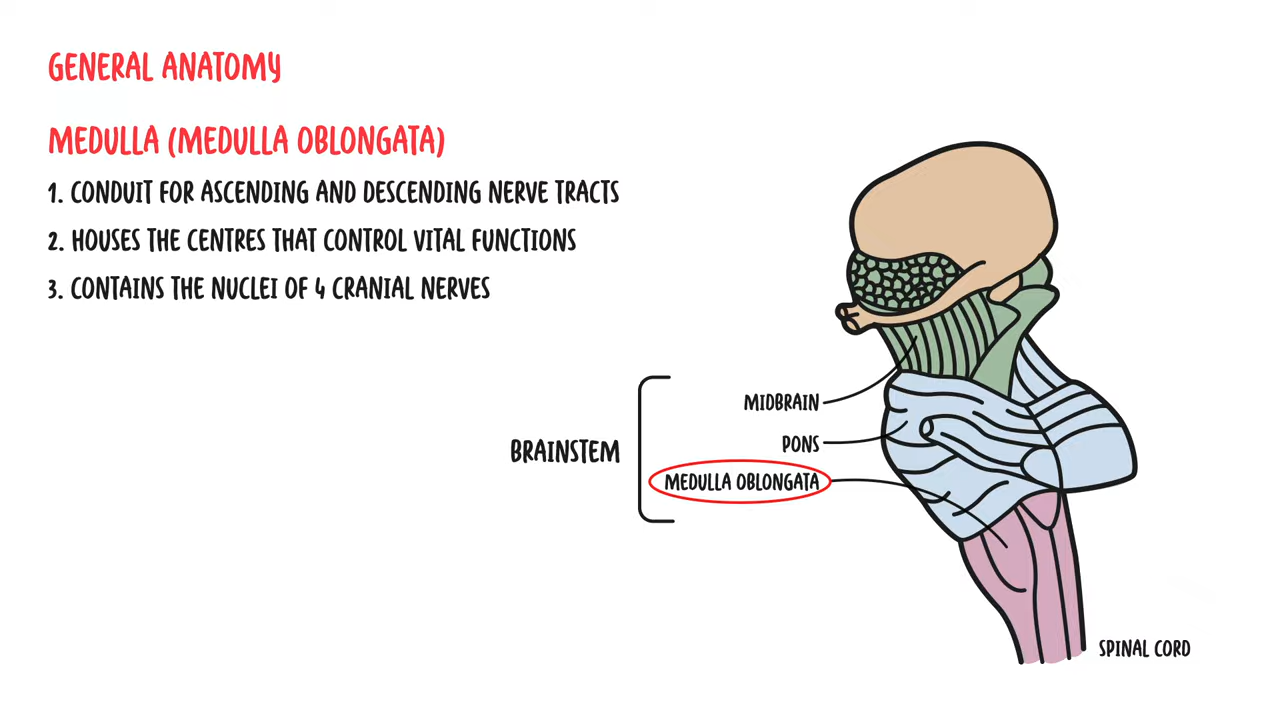 GENERAL ANATOMY
MEDULLA (MEDULLA OBLONGATA)
1. CONDUIT FOR ASCENDING AND DESCENDING NERVE TRACTS
2. HOUSES THE CENTRES THAT CONTROL VITAL FUNCTIONS
3. CONTAINS THE NUCLEI OF 4 CRANIAL NERVES
BRAINSTEM
MIDBRAIN
PONS
MEDULLA OBLONGATA
SPINAL CORD